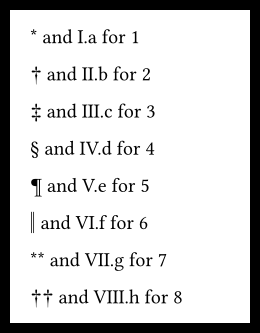 * and I.a for 1
† and II.b for 2
‡ and III.c for 3
§ and IV.d for 4
¶ and V.e for 5
‖ and VI.f for 6
** and VII.g for 7
†† and VIII.h for 8